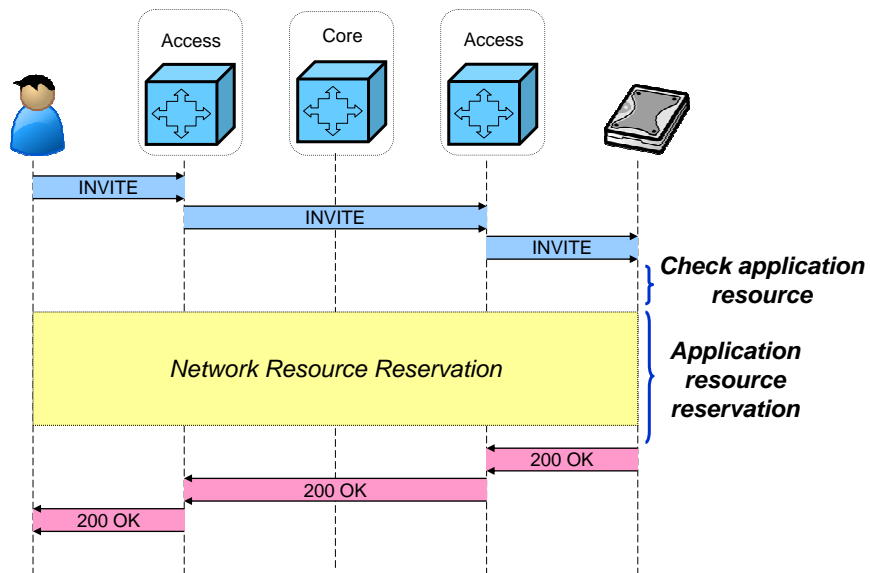 Access
Core
Access
INVITE
INVITE
INVITE
Check application
resource
Network Resource Reservation
Application
resource
reservation
200 OK
200 OK
200 OK